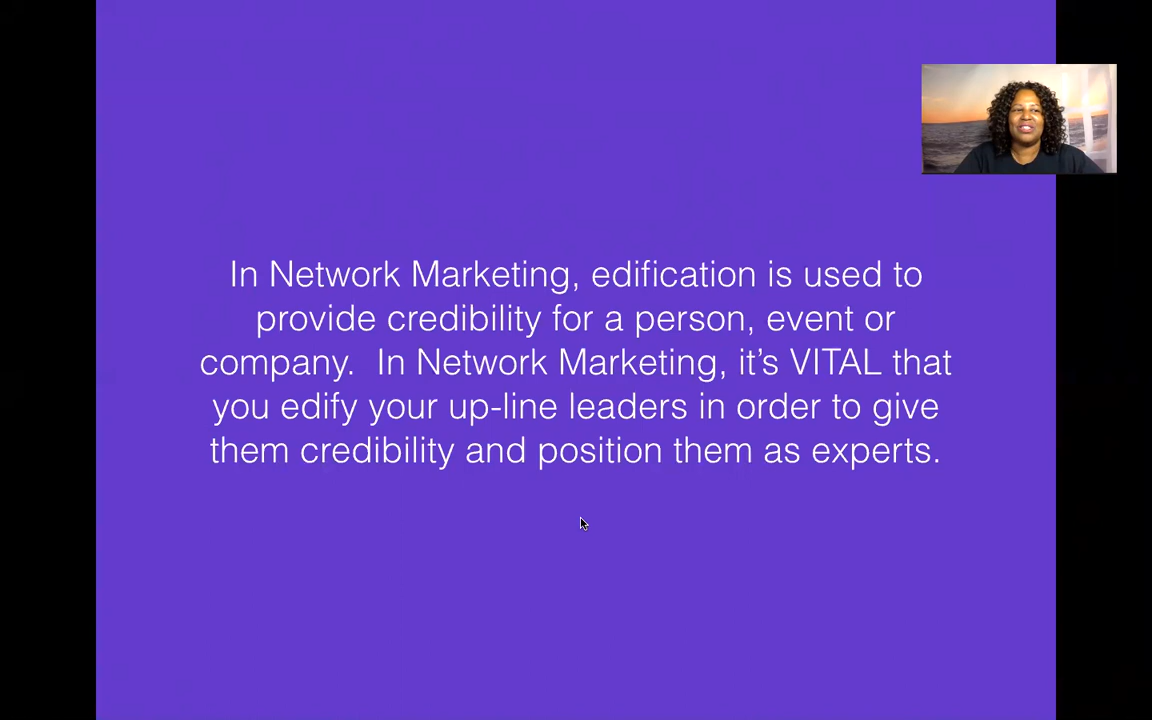 In Network Marketing, edification is used to
provide credibility for a person, event or
company.  In Network Marketing, it’s VITAL that
you edify your up-line leaders in order to give
them credibility and position them as experts.